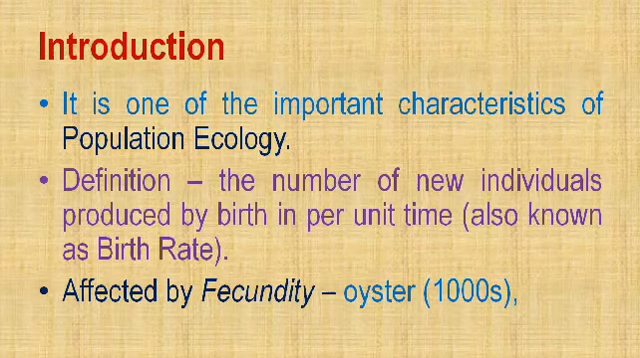 Introduction
• It is one of the important characteristics of
Population Ecology.
• Definition – the number of new individuals
produced by birth in per unit time (also known
as Birth Rate).
• Affected by Fecundity – oyster (1000s),